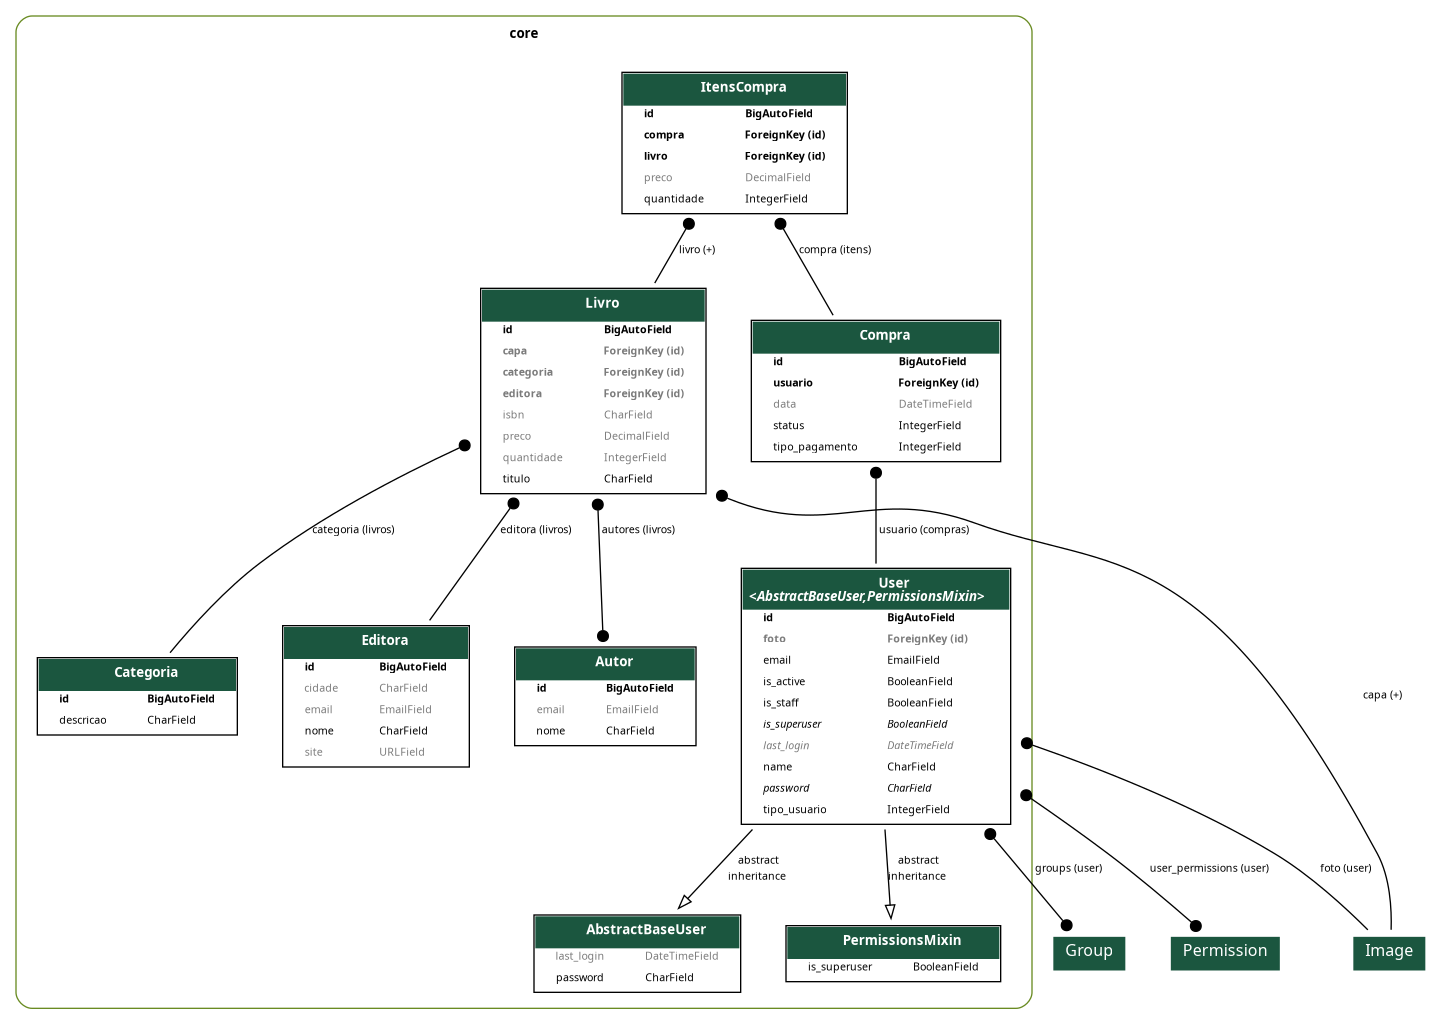 core
ItensCompra
id BigAutoField
compra ForeignKey (id)
livro ForeignKey (id)
preco DecimalField
quantidade IntegerField
livro (+)
compra (itens)
Livro
id BigAutoField
capa ForeignKey (id)
categoria ForeignKey (id)
editora ForeignKey (id)
isbn CharField
preco DecimalField
quantidade IntegerField
titulo CharField
Compra
id BigAutoField
usuario ForeignKey (id)
data DateTimeField
status IntegerField
tipo_pagamento IntegerField
categoria (livros)
editora (livros)
autores (livros)
usuario (compras)
capa (+)
Categoria
id BigAutoField
descricao CharField
Editora
id BigAutoField
cidade CharField
email EmailField
nome CharField
site URLField
Autor
id BigAutoField
email EmailField
nome CharField
User
<AbstractBaseUser,PermissionsMixin>
id BigAutoField
foto ForeignKey (id)
email EmailField
is_active BooleanField
is_staff BooleanField
is_superuser BooleanField
last_login DateTimeField
name CharField
password CharField
tipo_usuario IntegerField
abstract
inheritance
abstract
inheritance
groups (user)
user_permissions (user)
foto (user)
AbstractBaseUser
last_login DateTimeField
password CharField
PermissionsMixin
is_superuser BooleanField
Group
Permission
Image